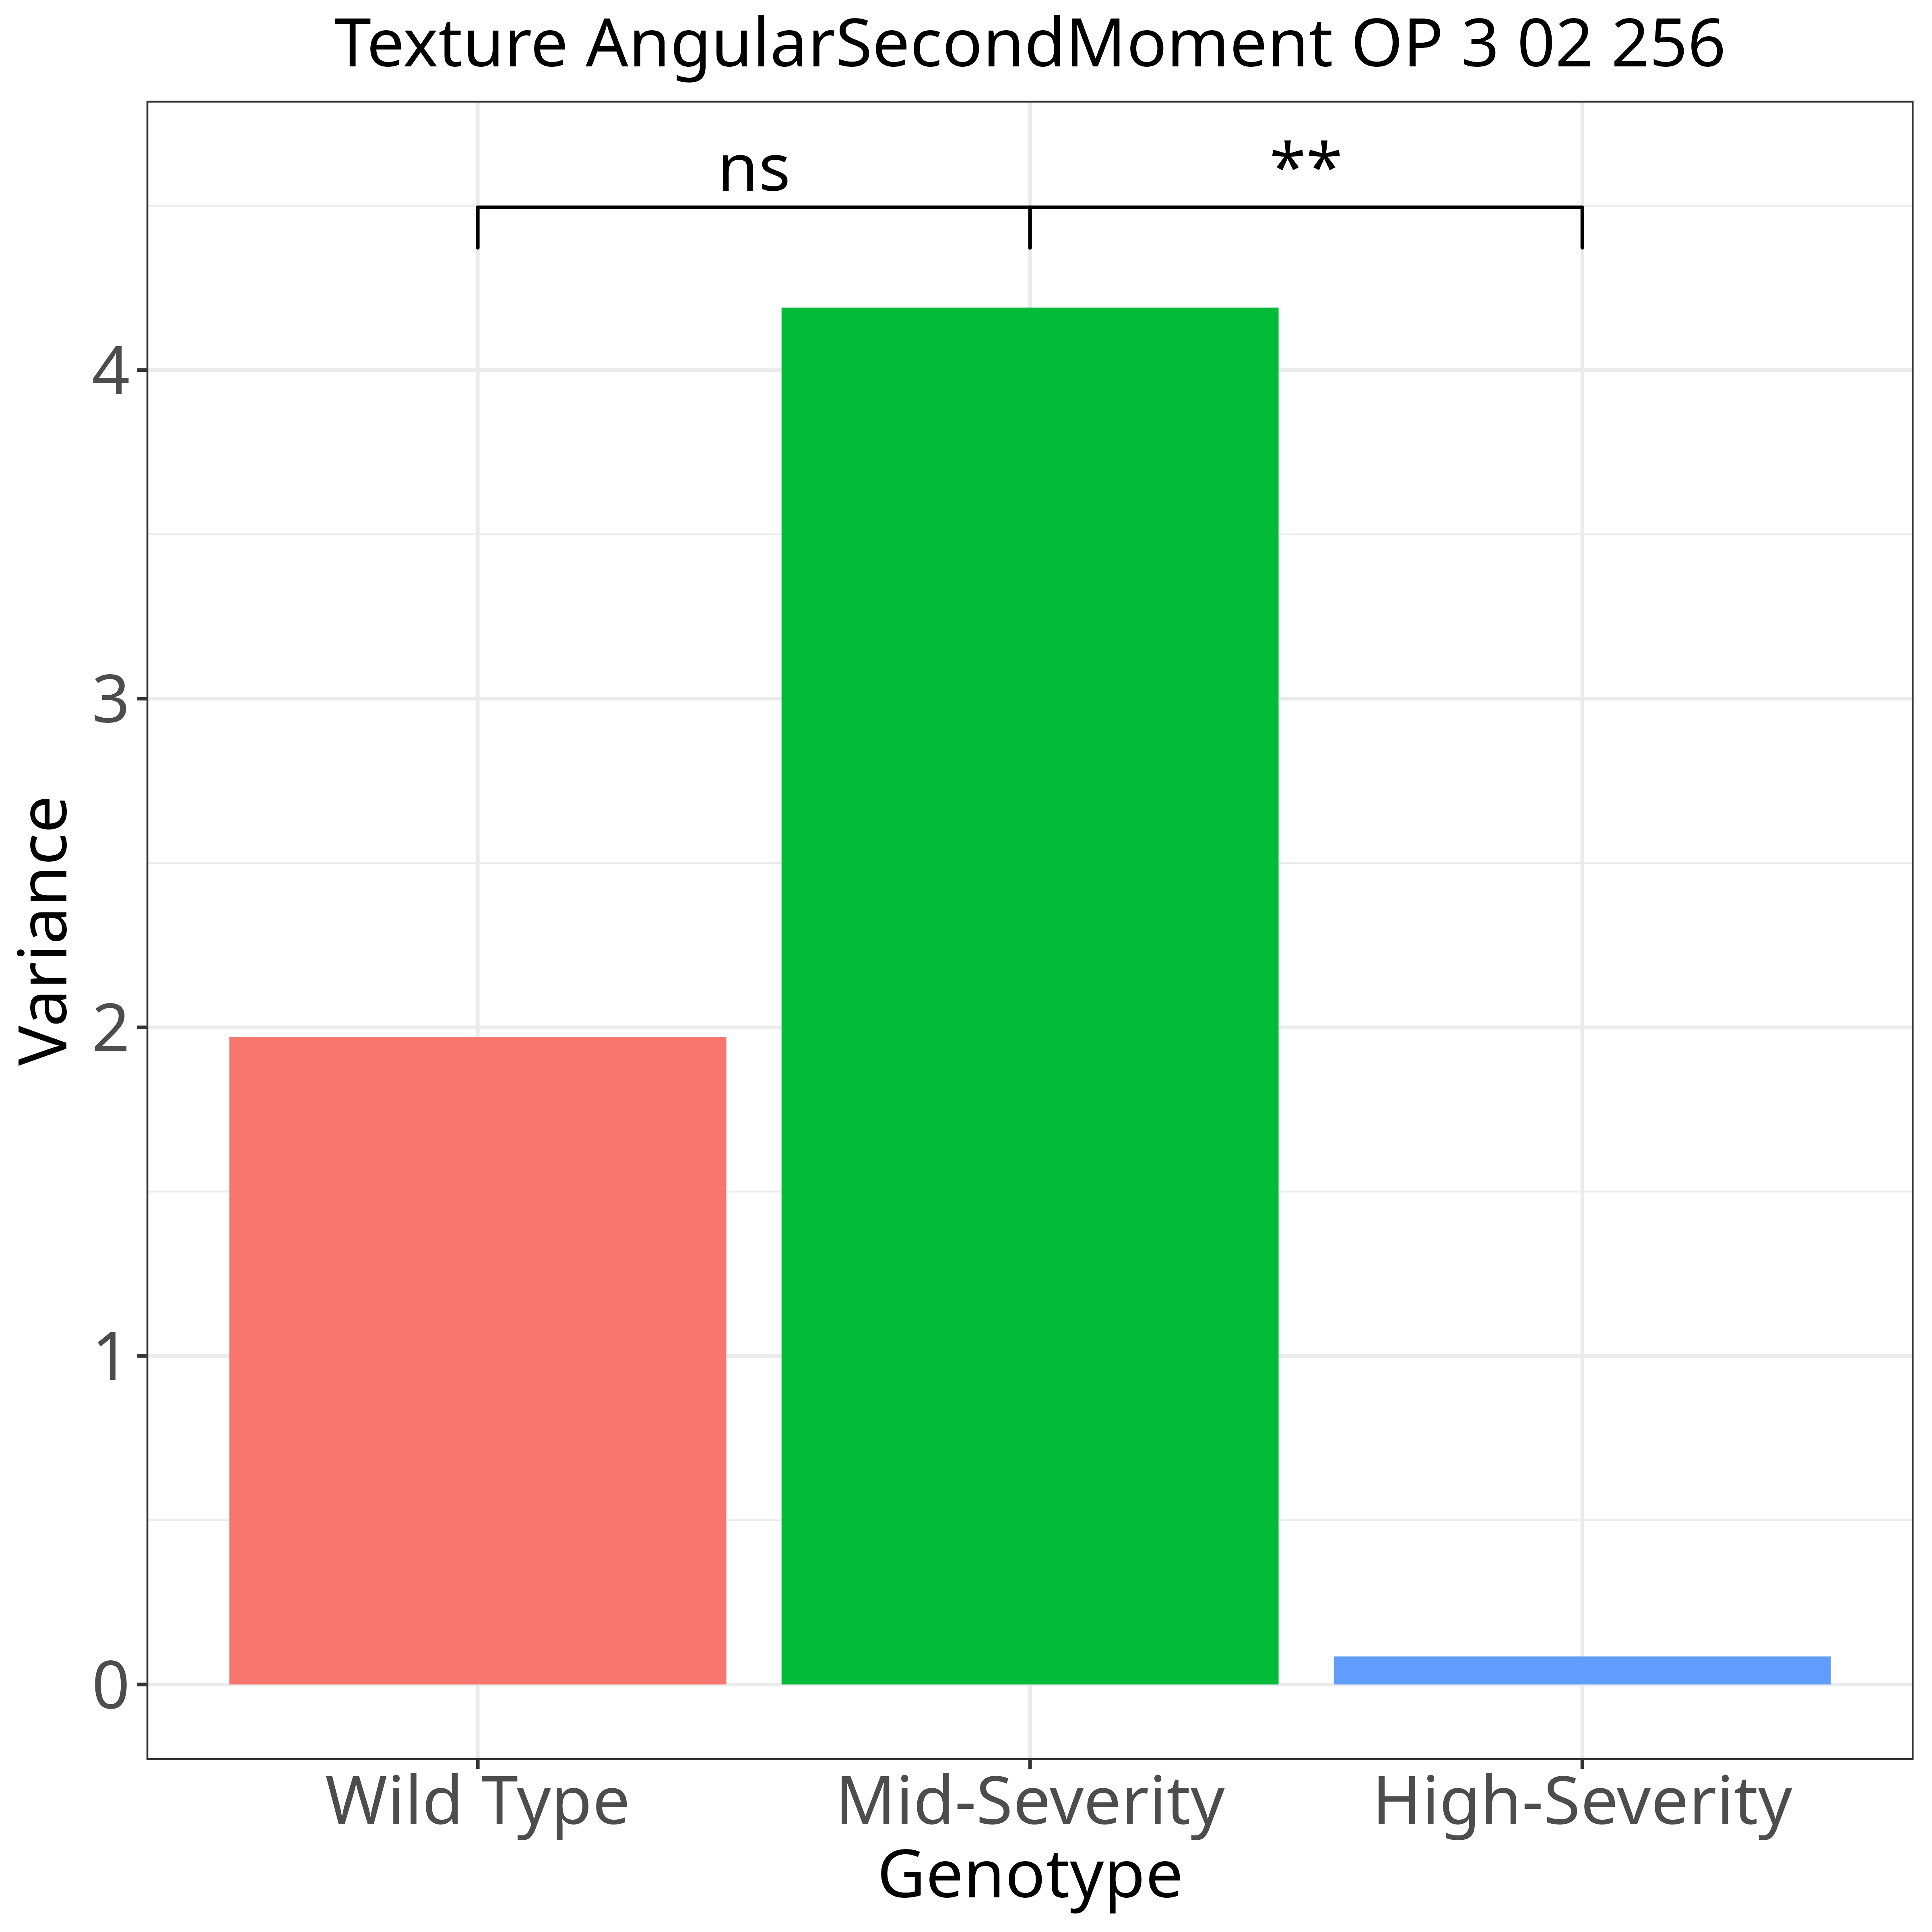 Texture AngularSecondMoment OP 3 02 256
ns
**
4
3
2
1
0
Variance
Wild Type
Mid-Severity
High-Severity
Genotype